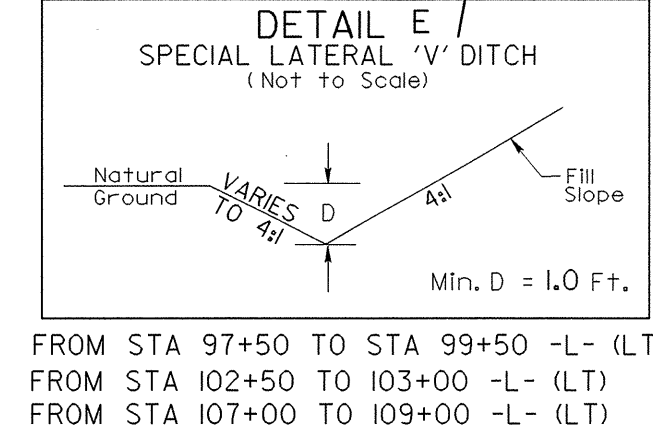 DETAIL E
SPECIAL LATERAL 'V' DITCH
(Not to Scale)
Natural
Ground
VARIES
TO 4:1
D
4:1
Fill
Slope
Min. D = 1.0 Ft.
FROM STA 97+50 TO STA 99+50 -L- (LT
FROM STA 102+50 TO 103+00 -L- (LT)
FROM STA 107+00 TO 109+00 -L- (LT)